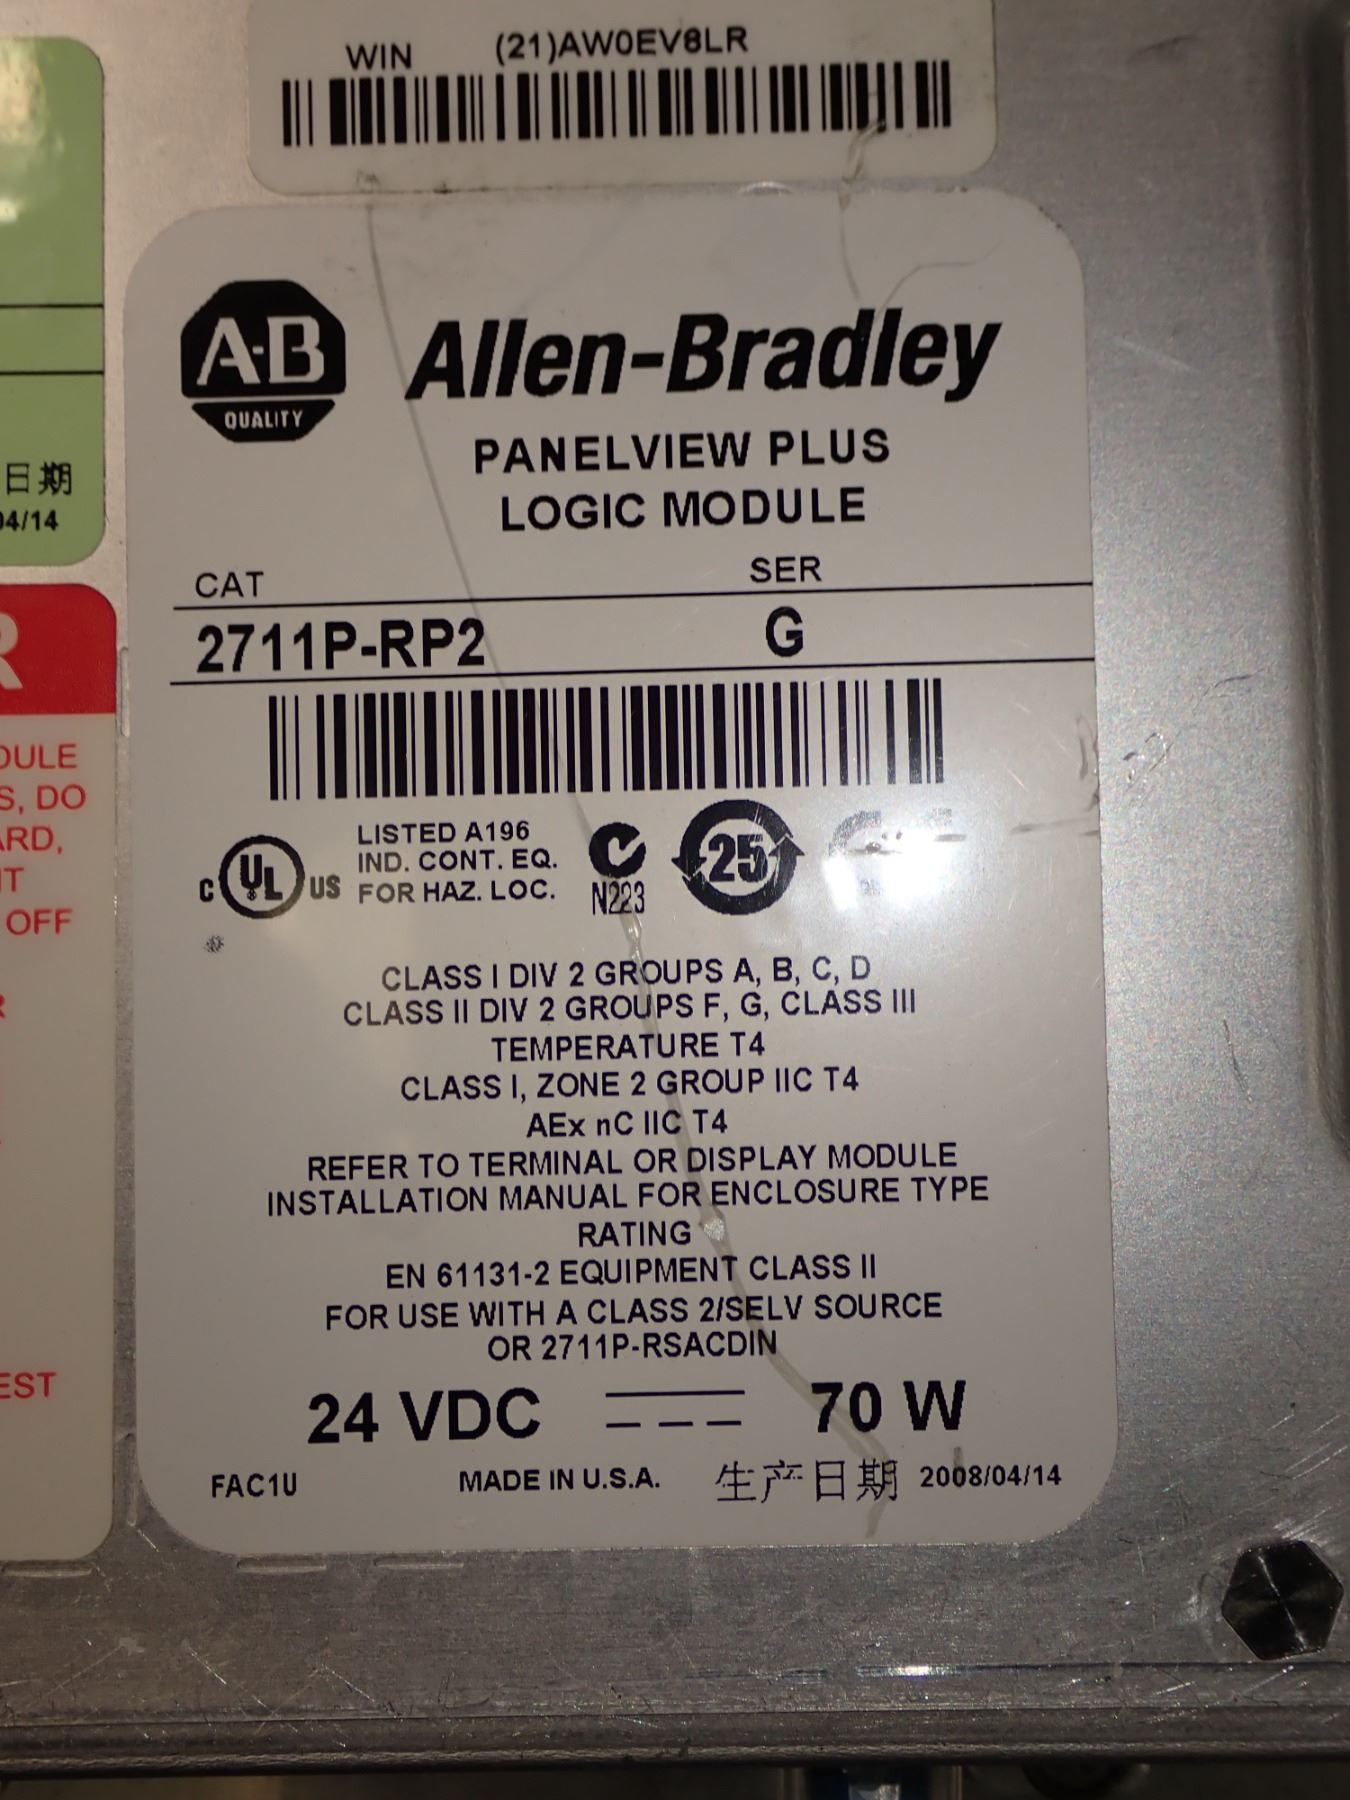 WIN (21)AW0EV8LR
A-B
QUALITY
Allen-Bradley
PANELVIEW PLUS
LOGIC MODULE
CAT SER
2711P-RP2 G
C UL US
LISTED A196
IND. CONT. EQ.
FOR HAZ. LOC.
N223
25
CE
CLASS I DIV 2 GROUPS A, B, C, D
CLASS II DIV 2 GROUPS F, G, CLASS III
TEMPERATURE T4
CLASS I, ZONE 2 GROUP IIC T4
AEx nC IIC T4
REFER TO TERMINAL OR DISPLAY MODULE
INSTALLATION MANUAL FOR ENCLOSURE TYPE
RATING
EN 61131-2 EQUIPMENT CLASS II
FOR USE WITH A CLASS 2/SELV SOURCE
OR 2711P-RSACDIN
24 VDC 70 W
FAC1U MADE IN U.S.A. 生产日期 2008/04/14
日期
04/14
R
DULE
S, DO
ARD,
OFF
EST